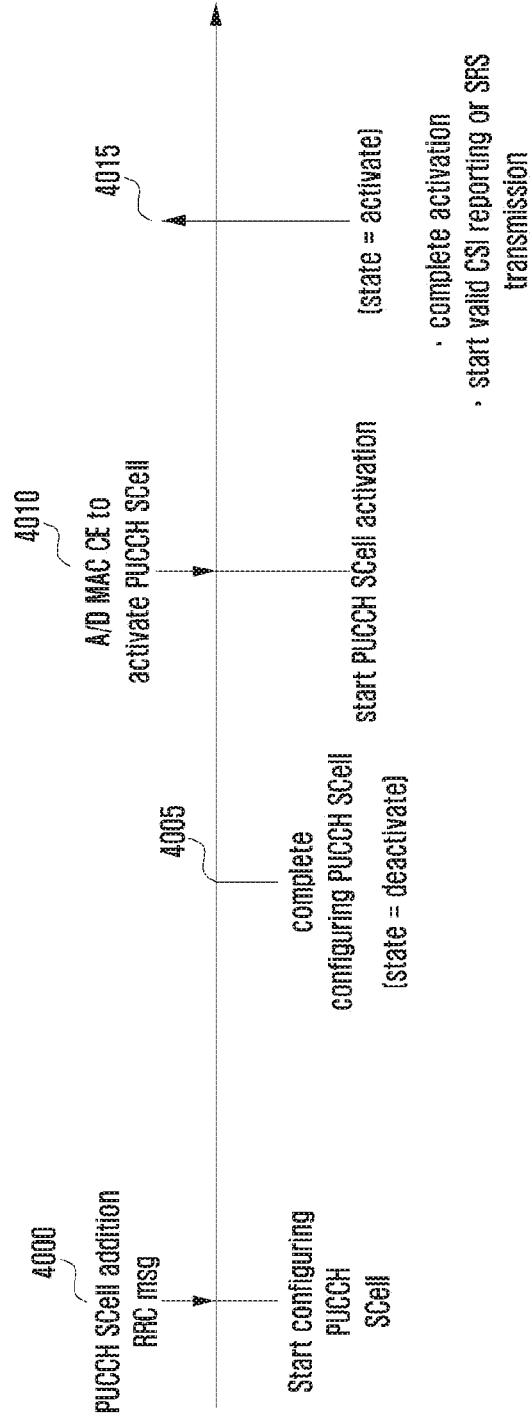 4000
PUCCH SCell addition
RRC msg
Start configuring
PUCCH
SCell
4005
complete
configuring PUCCH SCell
(state = deactivate)
4010
A/D MAC CE to
activate PUCCH SCell
start PUCCH SCell activation
4015
(state = activate)
· complete activation
· start valid CSI reporting or SRS
transmission